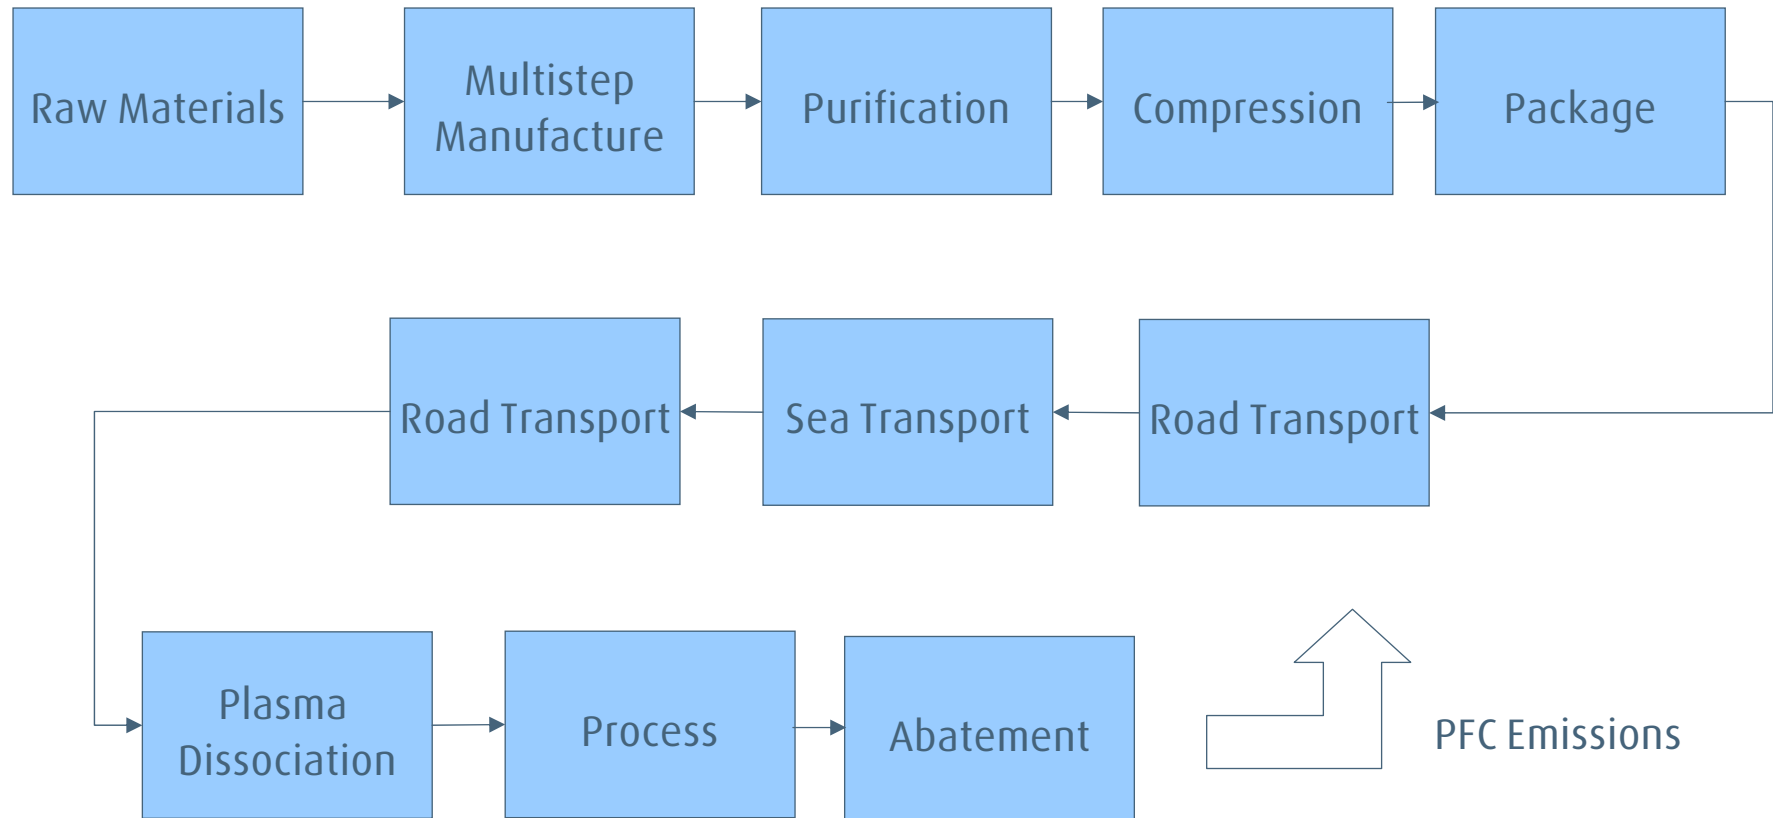 Raw Materials
Multistep
Manufacture
Purification
Compression
Package
Road Transport
Sea Transport
Road Transport
Plasma
Dissociation
Process
Abatement
PFC Emissions